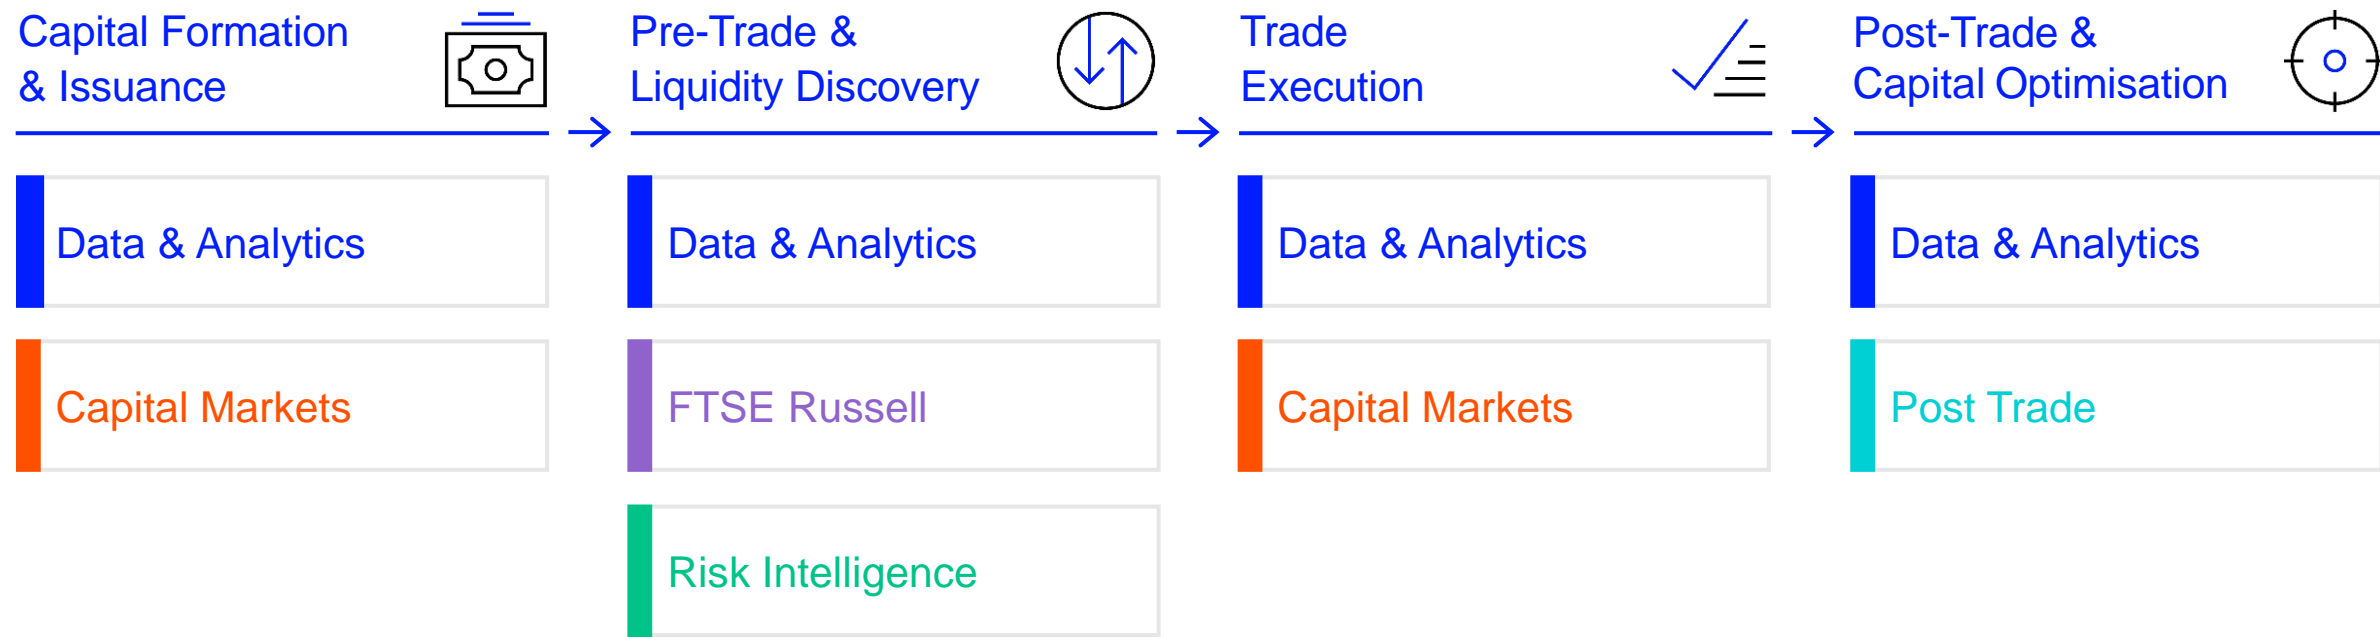 Capital Formation
& Issuance
Pre-Trade &
Liquidity Discovery
Trade
Execution
Post-Trade &
Capital Optimisation
Data & Analytics
Data & Analytics
Data & Analytics
Data & Analytics
Capital Markets
FTSE Russell
Capital Markets
Post Trade
Risk Intelligence